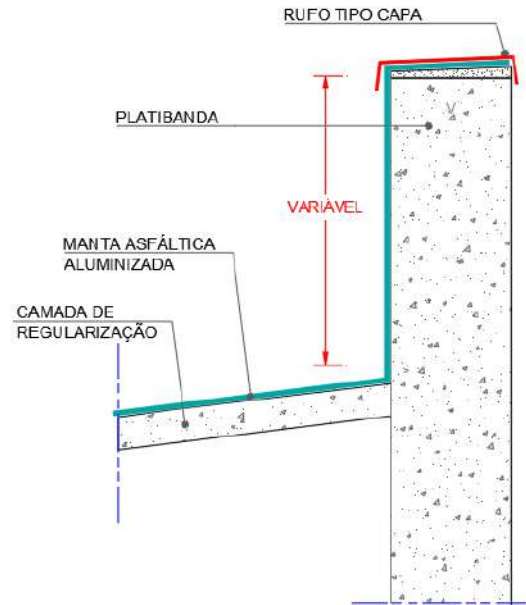 RUFO TIPO CAPA
PLATIBANDA
VARIÁVEL
MANTA ASFÁLTICA
ALUMINIZADA
CAMADA DE
REGULARIZAÇÃO